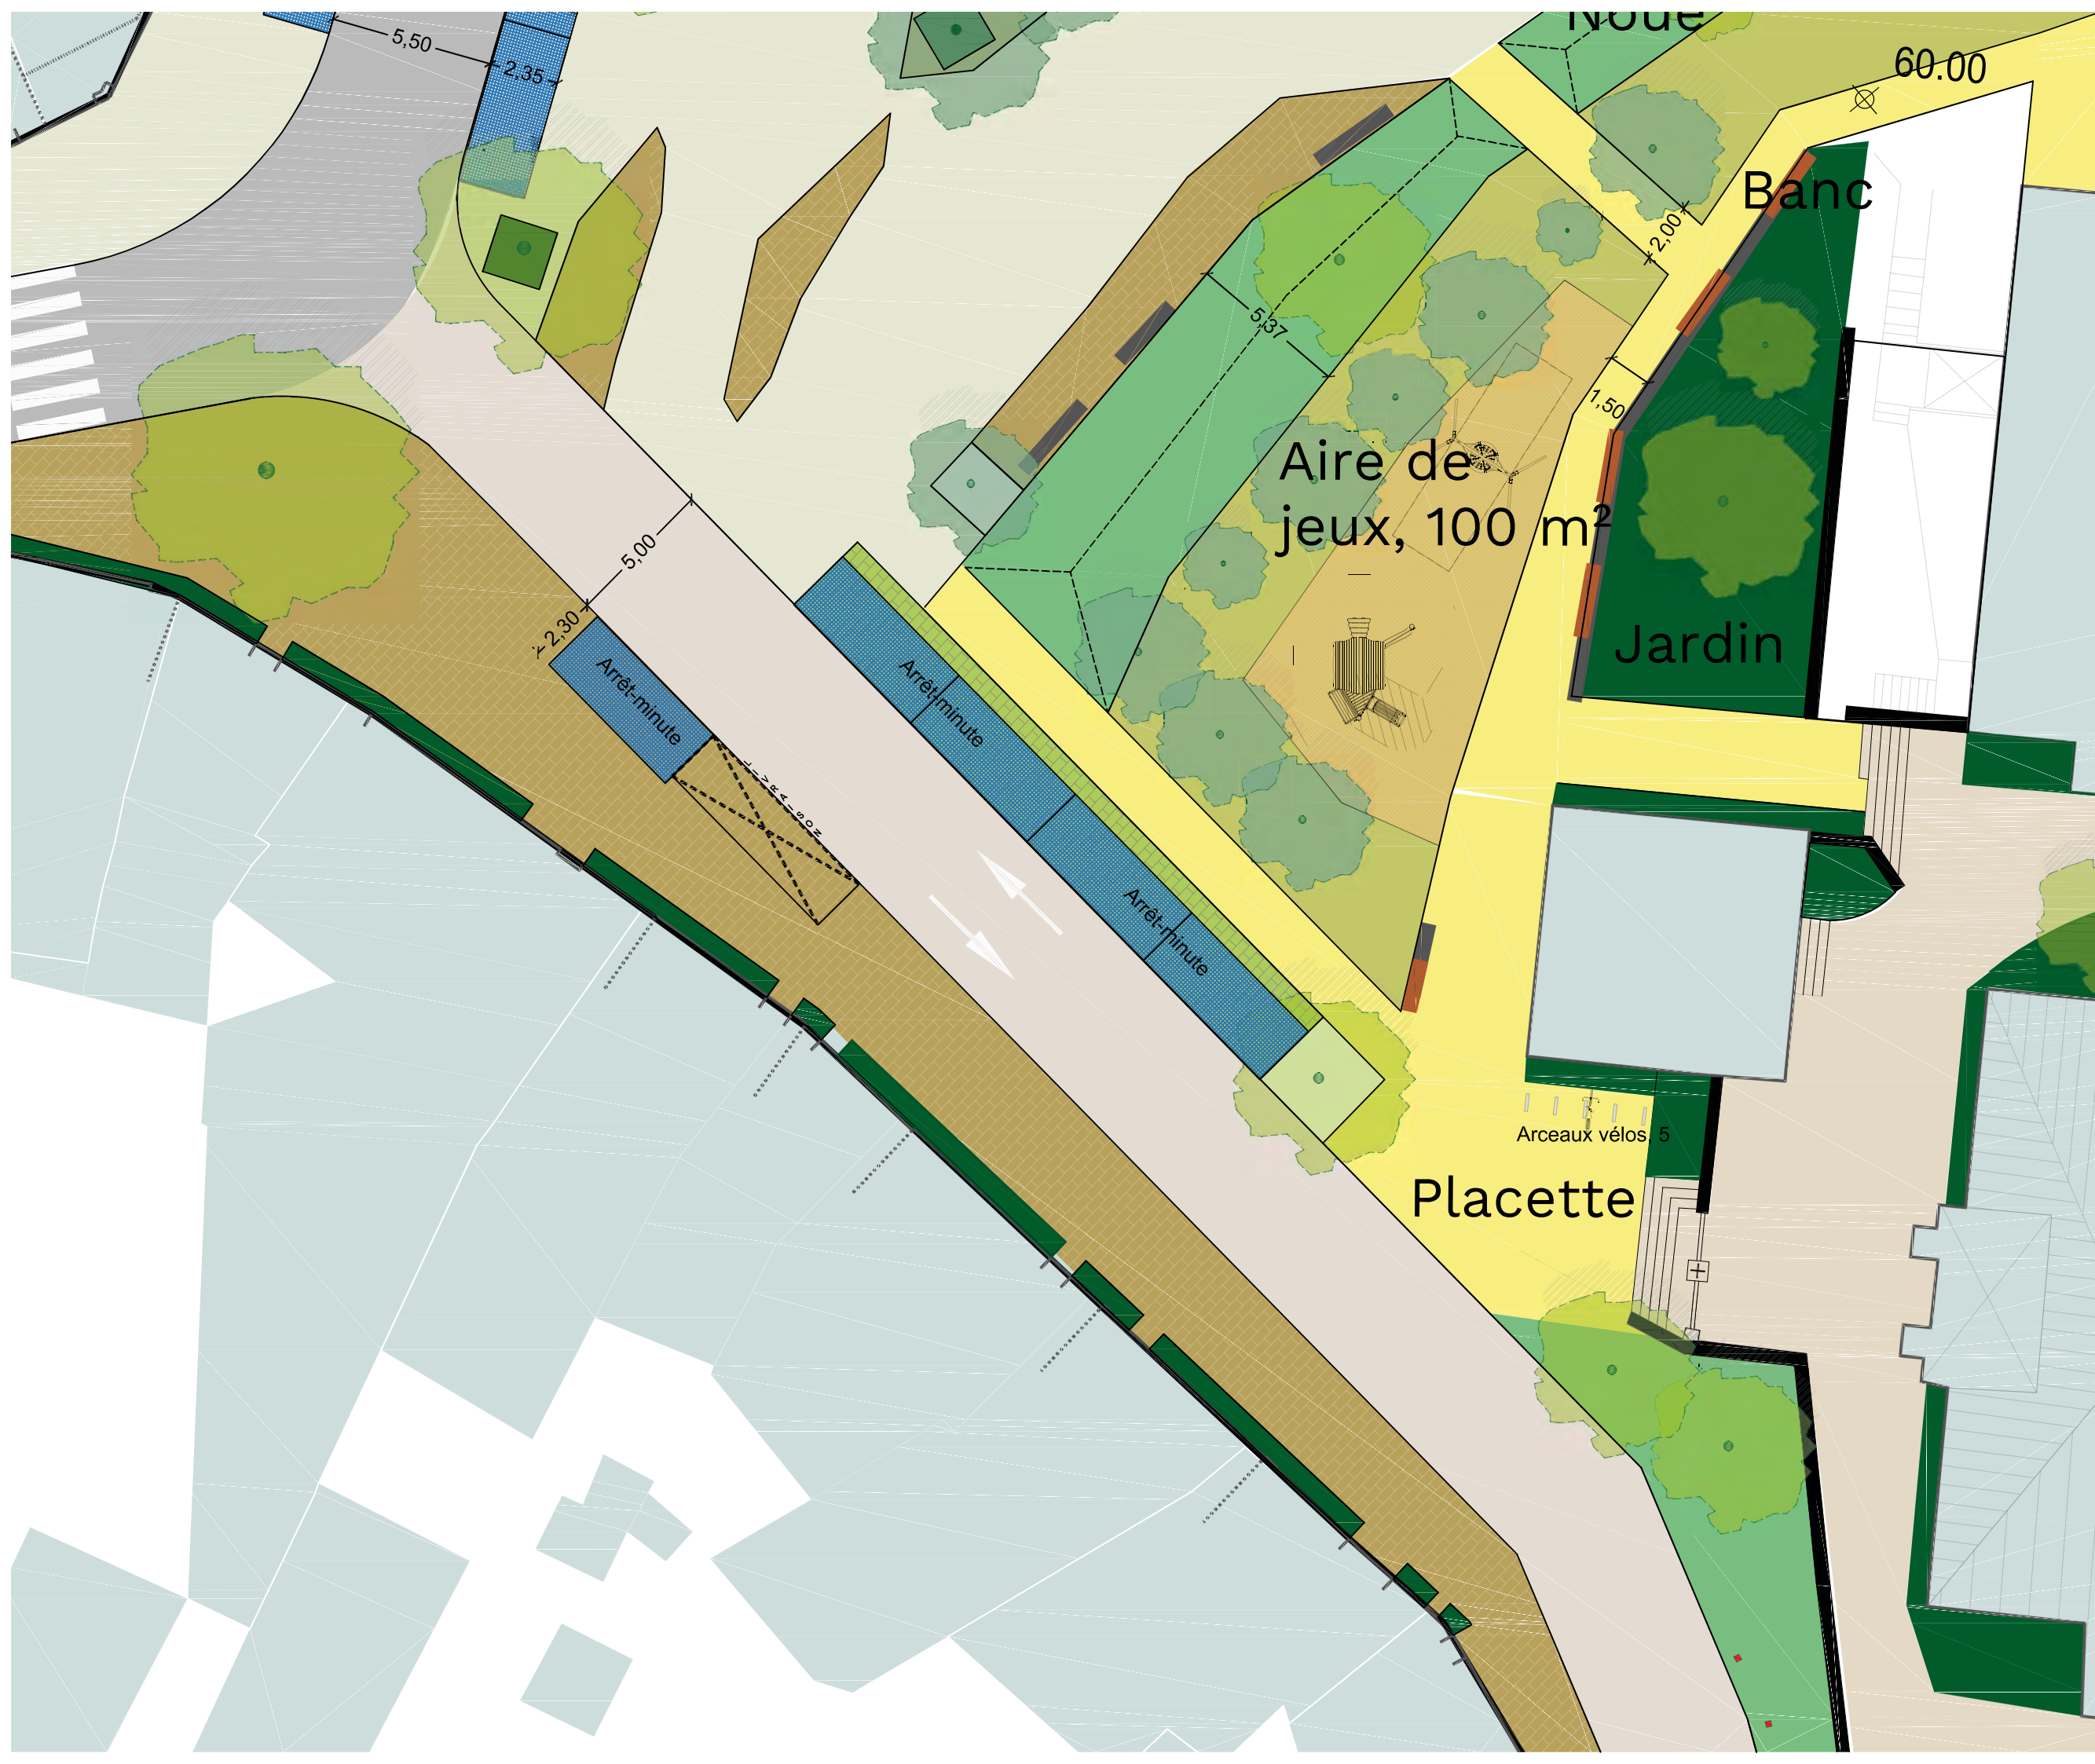 Noue
5,50
60.00
2,35
Banc
2,00
5,37
1,50
Aire de
jeux, 100 m²
5,00
2,30
Jardin
Arrêt-minute
Arrêt-minute
LIVRAISON
Arrêt-minute
Arceaux vélos, 5
Placette